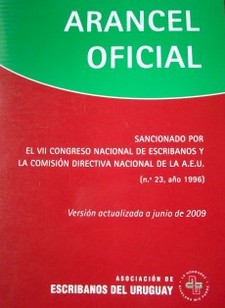 ARANCEL
OFICIAL
SANCIONADO POR
EL VII CONGRESO NACIONAL DE ESCRIBANOS Y
LA COMISIÓN DIRECTIVA NACIONAL DE LA A.E.U.
(n.º 23, año 1996)
Versión actualizada a junio de 2009
ASOCIACIÓN DE
ESCRIBANOS DEL URUGUAY